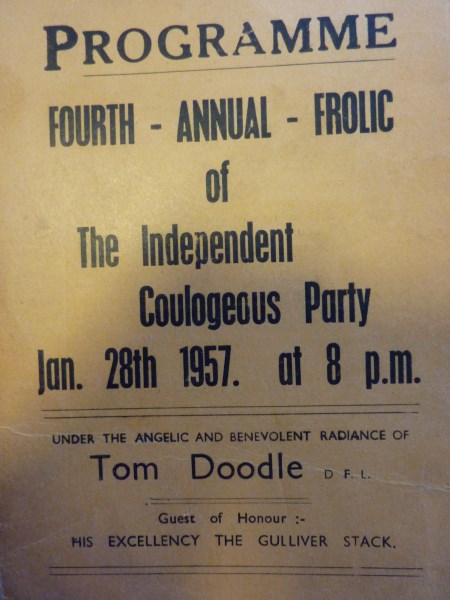 PROGRAMME
FOURTH - ANNUAL - FROLIC
of
The Independent
Coulogeous Party
Jan. 28th 1957. at 8 p.m.
UNDER THE ANGELIC AND BENEVOLENT RADIANCE OF
Tom Doodle D F. L.
Guest of Honour :-
HIS EXCELLENCY THE GULLIVER STACK.